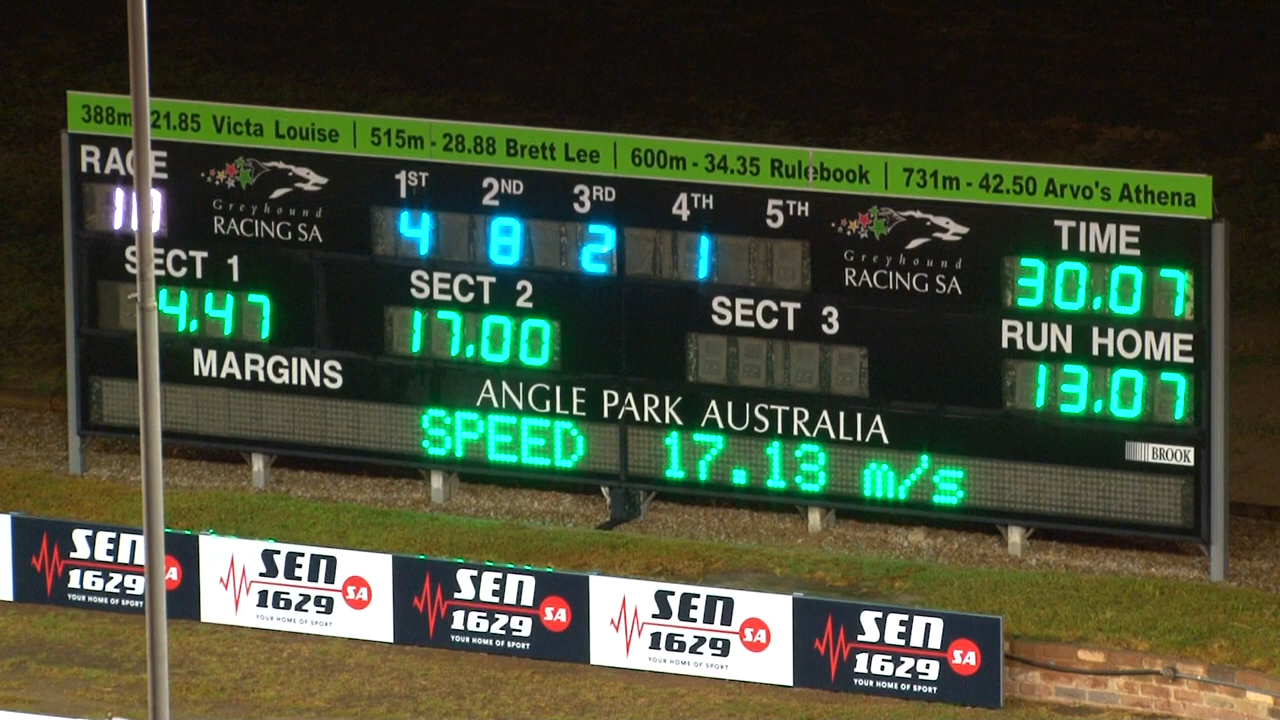 388m 21.85 Victa Louise | 515m - 28.88 Brett Lee | 600m - 34.35 Rulebook | 731m - 42.50 Arvo's Athena
RACE
Greyhound
RACING SA
1ST 2ND 3RD 4TH 5TH
4 8 2 1
Greyhound
RACING SA
TIME
30.07
SECT 1
4.47
SECT 2
17.00
SECT 3
RUN HOME
13.07
MARGINS
ANGLE PARK AUSTRALIA
SPEED 17.13 m/s
BROOK
SEN
1629
YOUR HOME OF SPORT
SEN
1629 SA
YOUR HOME OF SPORT
SEN
1629 SA
YOUR HOME OF SPORT
SEN
1629 SA
YOUR HOME OF SPORT
SEN
1629 SA
YOUR HOME OF SPORT